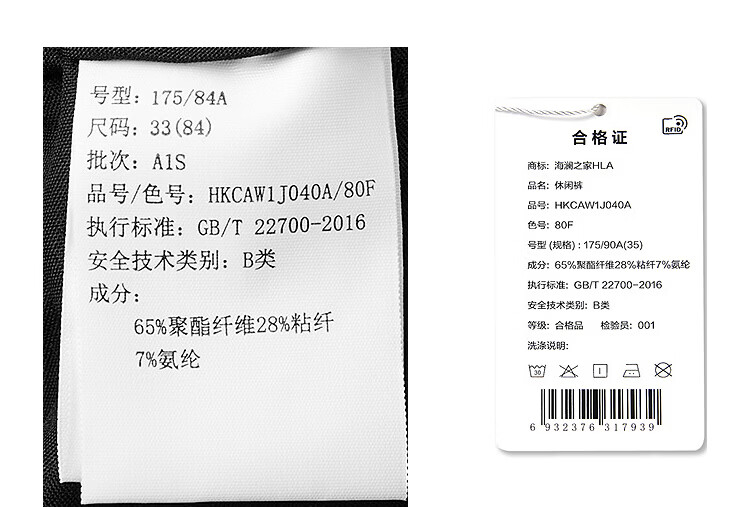 号型: 175/84A
尺码: 33(84)
批次: A1S
品号/色号: HKCAW1J040A/80F
执行标准: GB/T 22700-2016
安全技术类别: B类
成分:
65%聚酯纤维28%粘纤
7%氨纶
RFID
合格证
商标: 海澜之家HLA
品名: 休闲裤
品号: HKCAW1J040A
色号: 80F
号型 (规格) : 175/90A(35)
成分: 65%聚酯纤维28%粘纤7%氨纶
执行标准: GB/T 22700-2016
安全技术类别: B类
等级: 合格品 检验员: 001
洗涤说明:
30
6 932376 317939